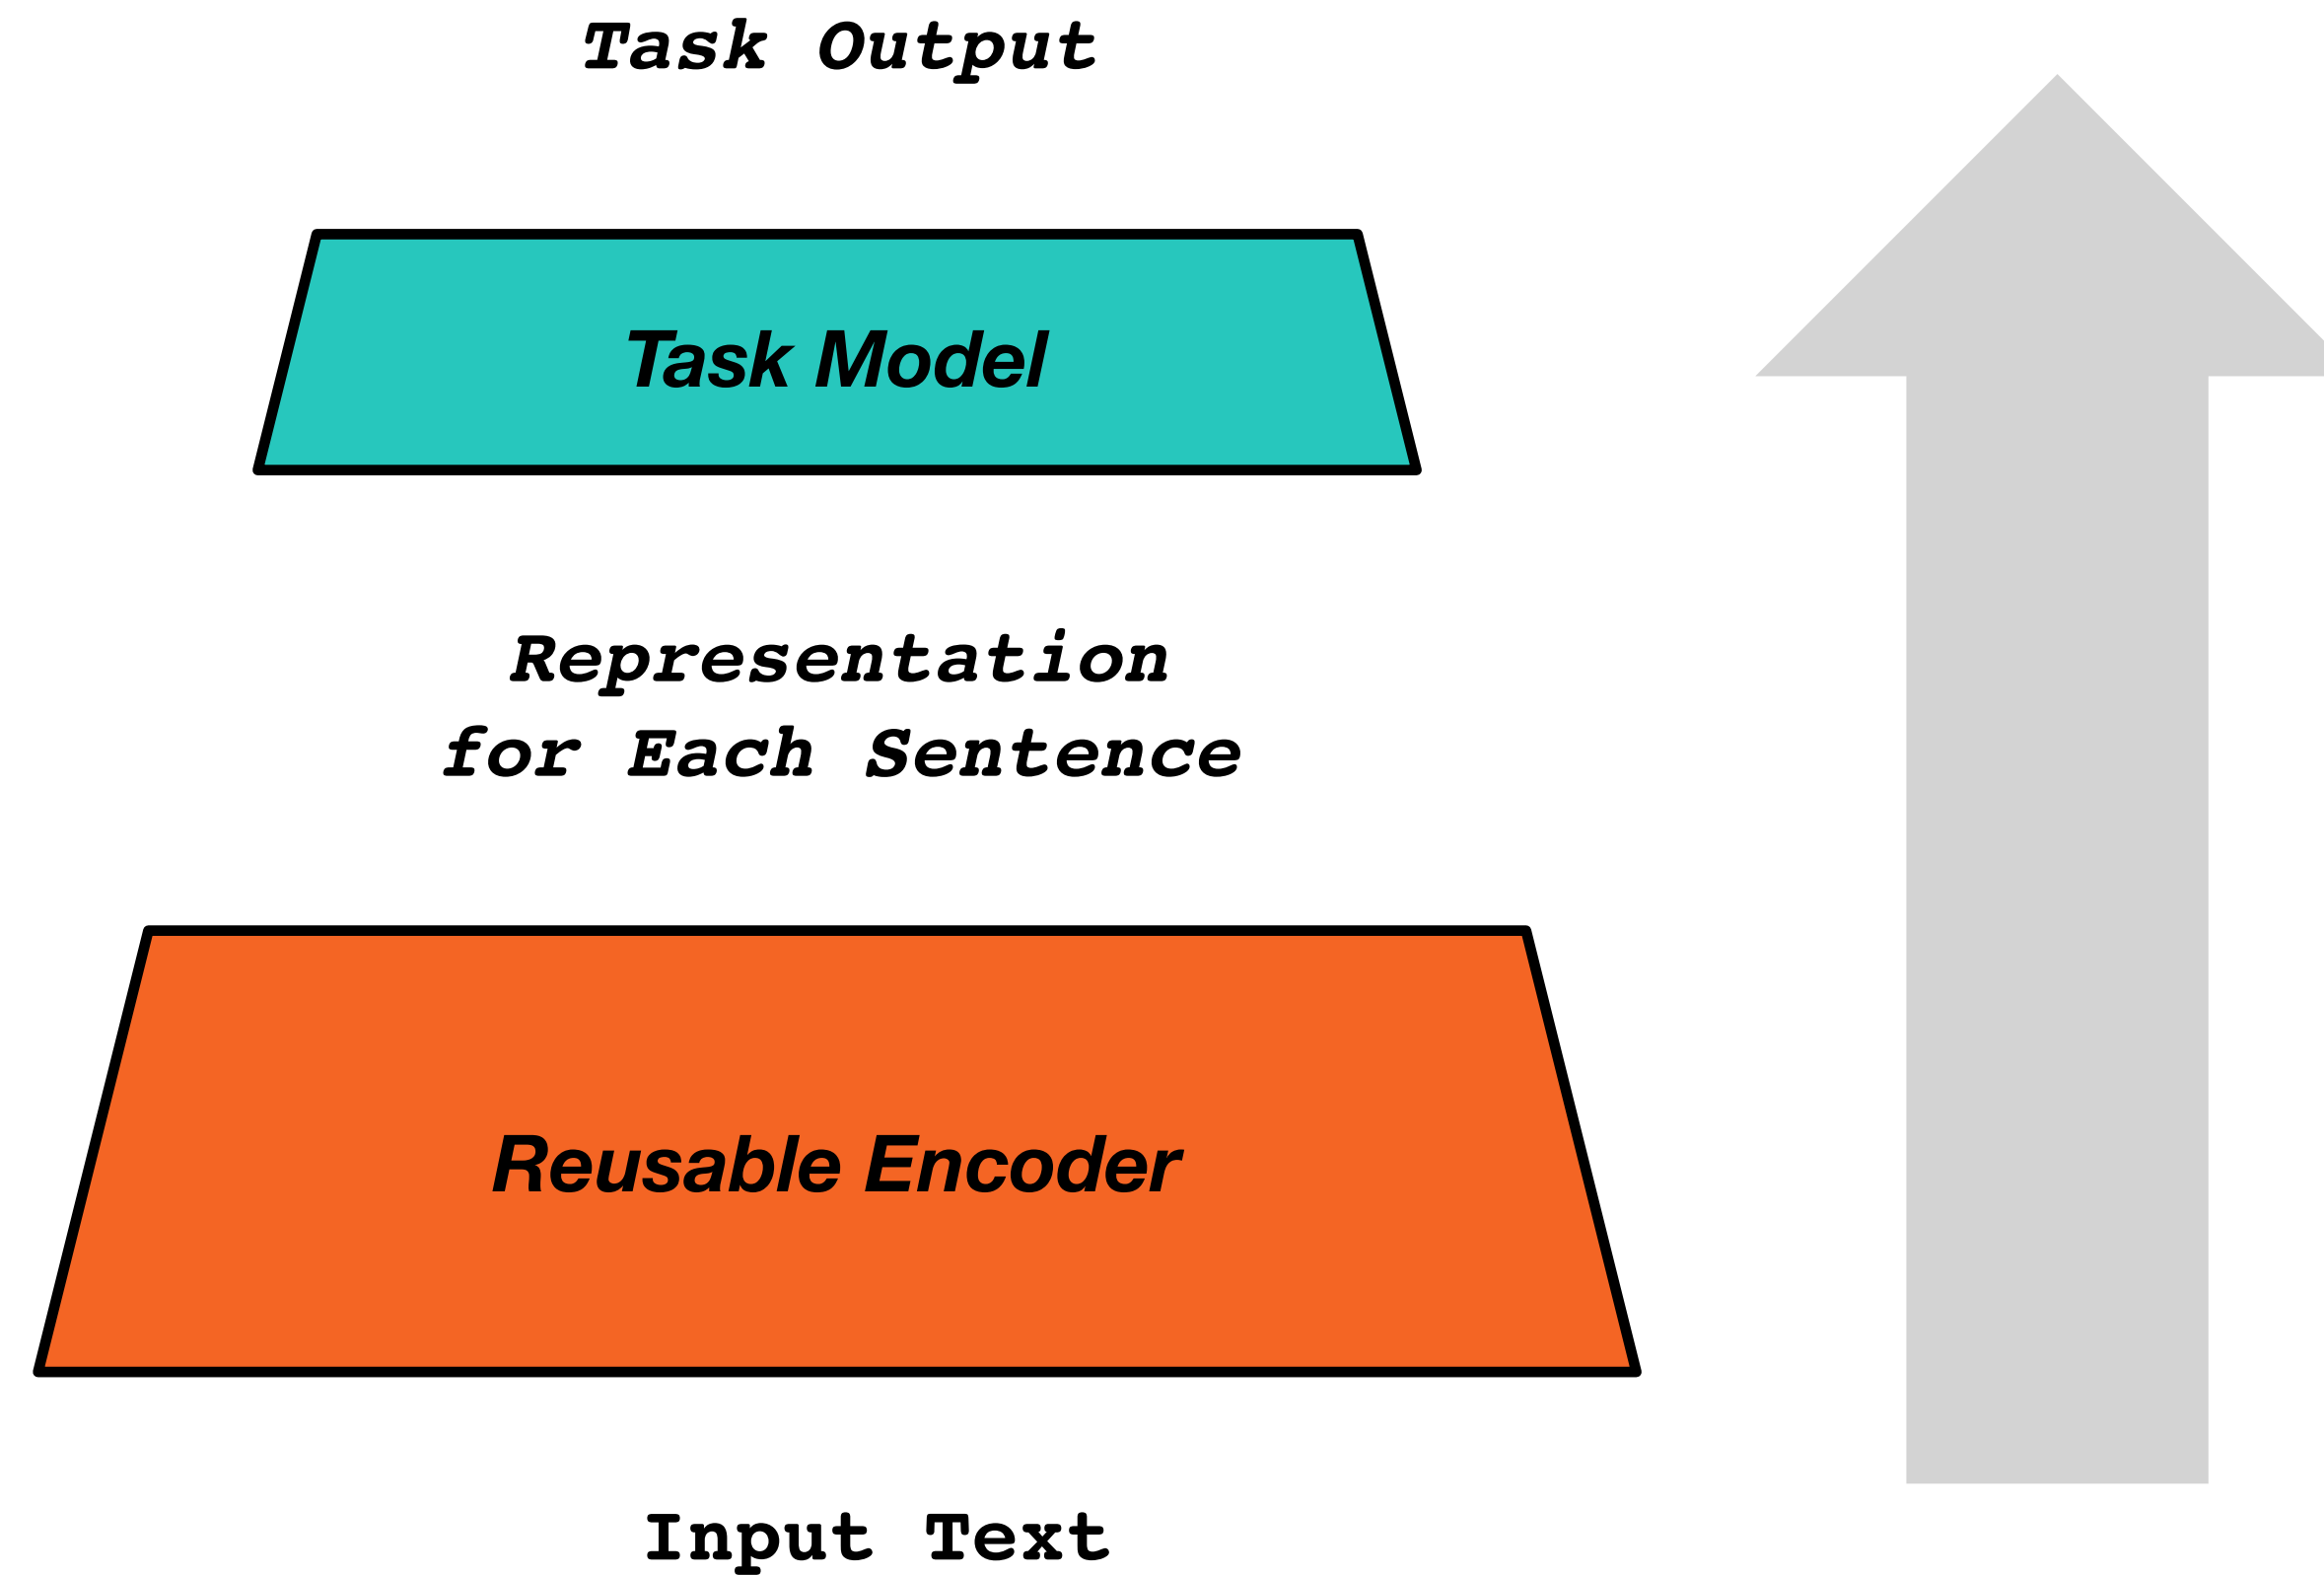 Task Output
Task Model
Representation
for Each Sentence
Reusable Encoder
Input Text